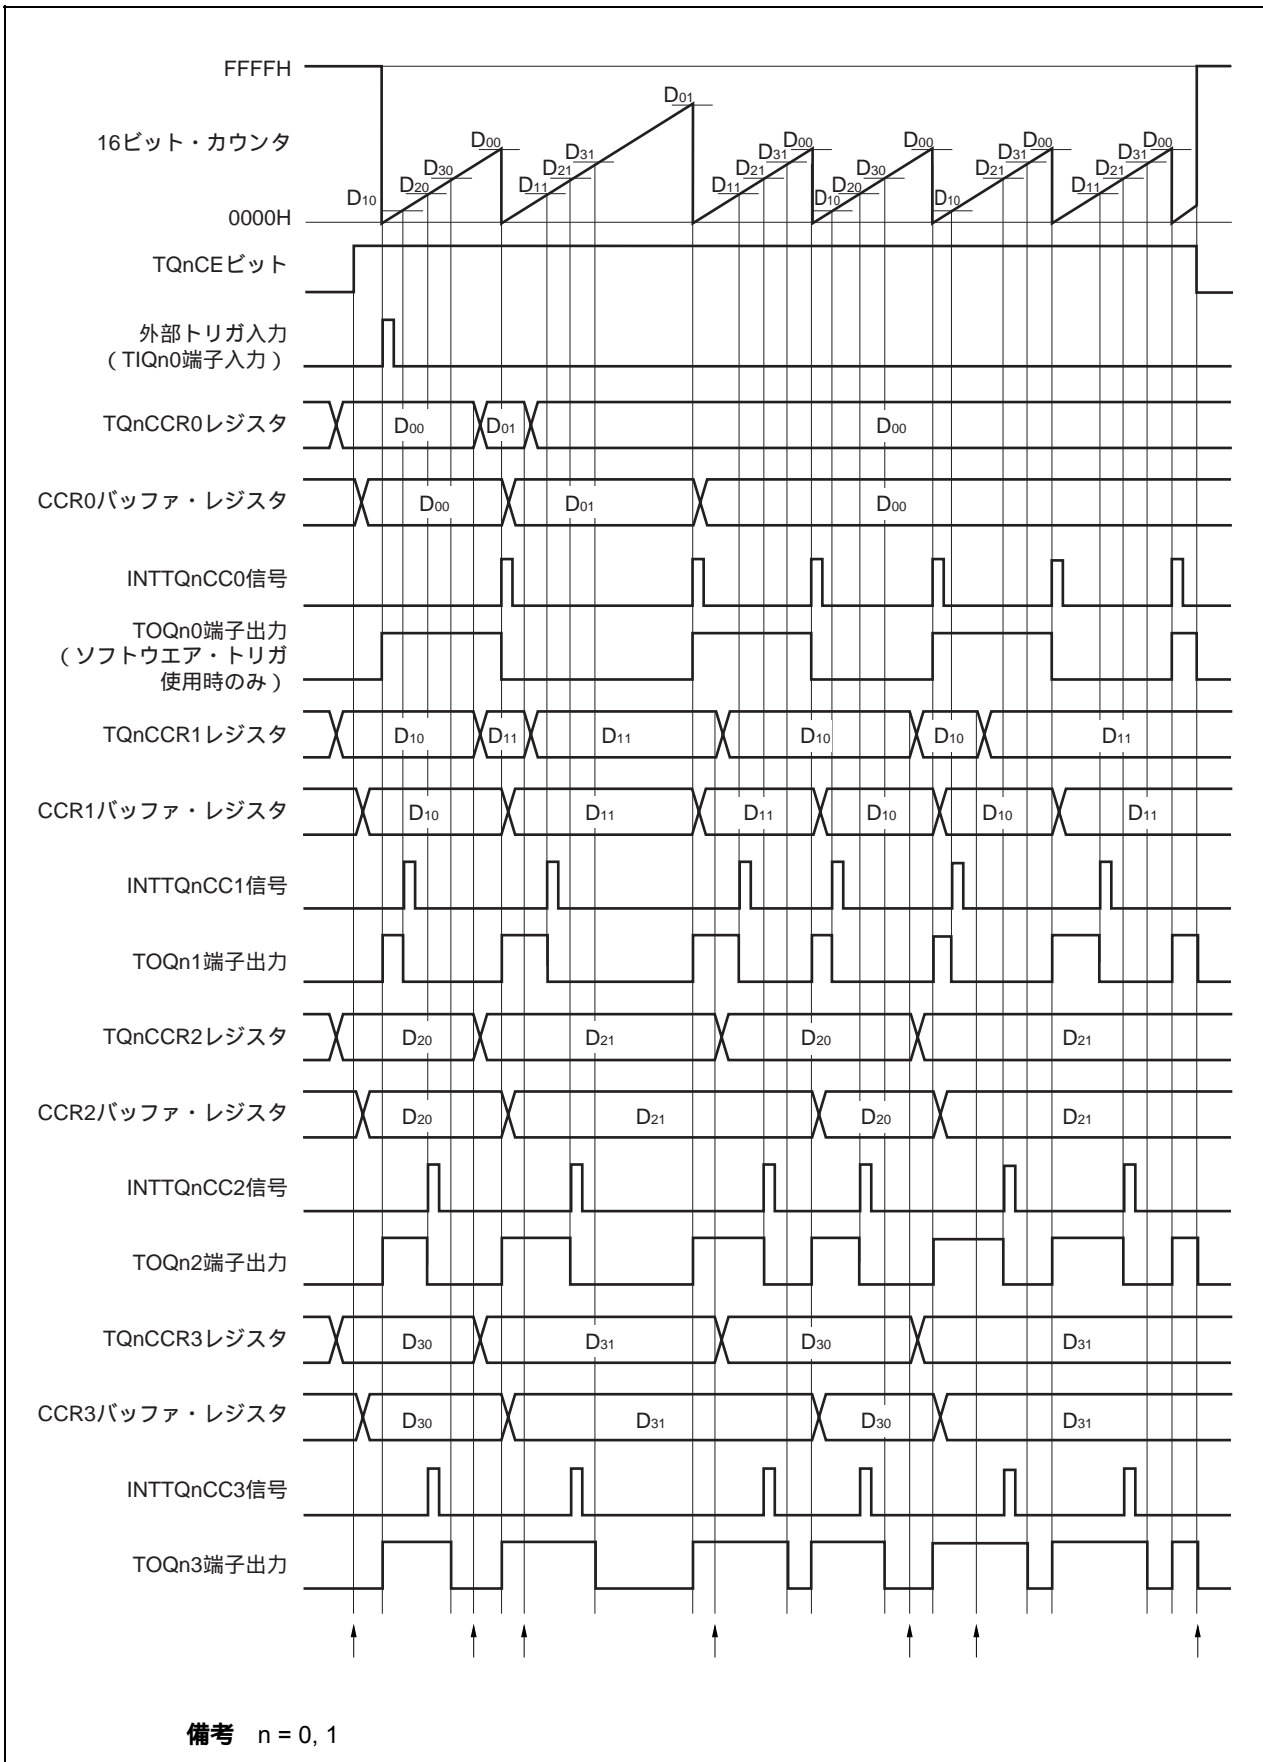 FFFFH
16ビット・カウンタ
0000H
D10
D20
D30
D00
D11
D21
D31
D01
D11
D21
D31
D00
D10
D20
D30
D00
D10
D21
D31
D00
D11
D21
D31
D00
TQnCEビット
外部トリガ入力
(TIQn0端子入力)
TQnCCR0レジスタ
D00 D01 D00
CCR0バッファ・レジスタ
D00 D01 D00
INTTQnCC0信号
TOQn0端子出力
(ソフトウエア・トリガ
使用時のみ)
TQnCCR1レジスタ
D10 D11 D11 D10 D10 D11
CCR1バッファ・レジスタ
D10 D11 D11 D10 D10 D11
INTTQnCC1信号
TOQn1端子出力
TQnCCR2レジスタ
D20 D21 D20 D21
CCR2バッファ・レジスタ
D20 D21 D20 D21
INTTQnCC2信号
TOQn2端子出力
TQnCCR3レジスタ
D30 D31 D30 D31
CCR3バッファ・レジスタ
D30 D31 D30 D31
INTTQnCC3信号
TOQn3端子出力
備考 n = 0, 1